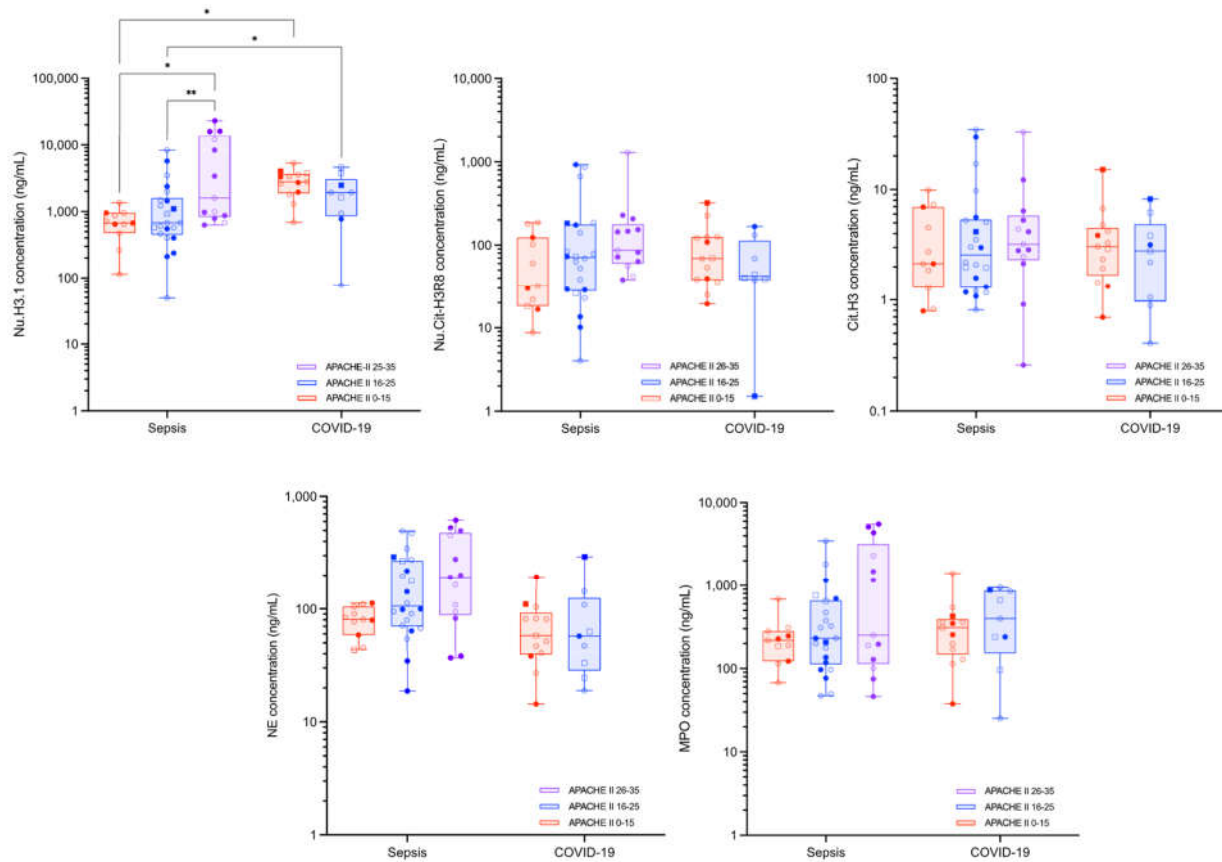 *
*
*
**
100,000
10,000
1,000
100
10
1
Nu.H3.1 concentration (ng/mL)
APACHE-II 25-35
APACHE II 16-25
APACHE II 0-15
Sepsis
COVID-19
10,000
1,000
100
10
1
Nu.Cit-H3R8 concentration (ng/mL)
APACHE II 26-35
APACHE II 16-25
APACHE II 0-15
Sepsis
COVID-19
100
10
1
0.1
Cit.H3 concentration (ng/mL)
APACHE II 26-35
APACHE II 16-25
APACHE II 0-15
Sepsis
COVID-19
1,000
100
10
1
NE concentration (ng/mL)
APACHE II 26-35
APACHE II 16-25
APACHE II 0-15
Sepsis
COVID-19
10,000
1,000
100
10
1
MPO concentration (ng/mL)
APACHE II 26-35
APACHE II 16-25
APACHE II 0-15
Sepsis
COVID-19